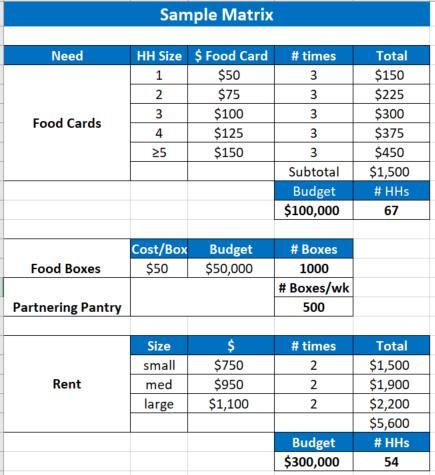 Sample Matrix
Need HH Size $ Food Card # times Total
1 $50 3 $150
2 $75 3 $225
Food Cards 3 $100 3 $300
4 $125 3 $375
≥5 $150 3 $450
Subtotal $1,500
Budget # HHs
$100,000 67
Cost/Box Budget # Boxes
Food Boxes $50 $50,000 1000
# Boxes/wk
Partnering Pantry 500
Size $ # times Total
small $750 2 $1,500
Rent med $950 2 $1,900
large $1,100 2 $2,200
$5,600
Budget # HHs
$300,000 54